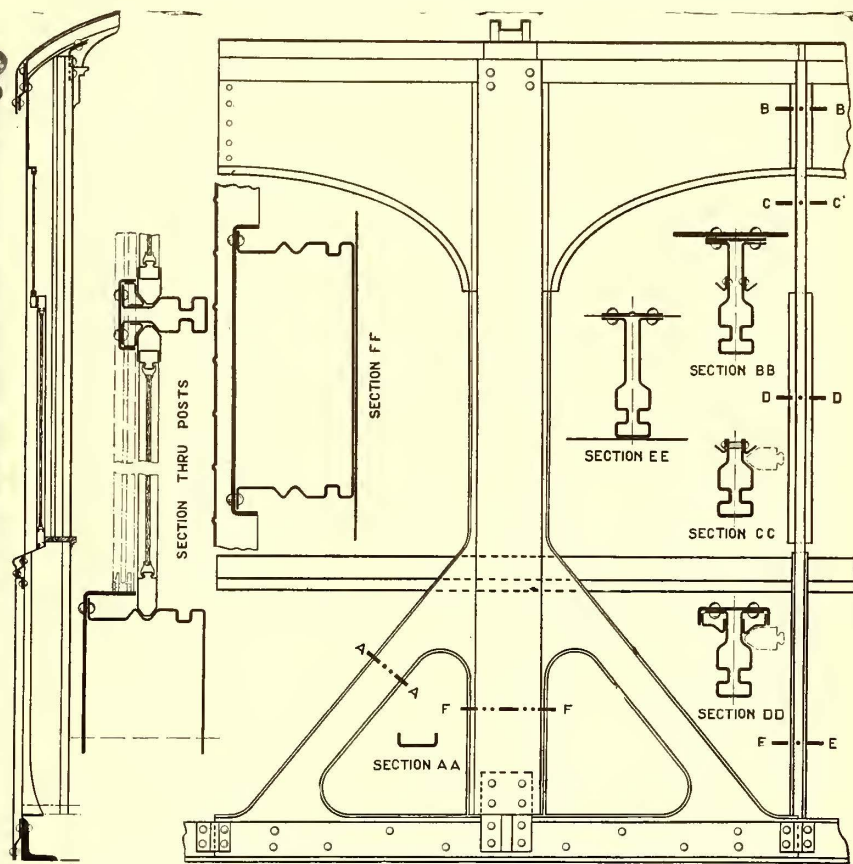 B B
C C'
SECTION BB
D D
SECTION FF
SECTION THRU POSTS
SECTION EE
SECTION CC
A A
F F
SECTION DD
SECTION AA
E E